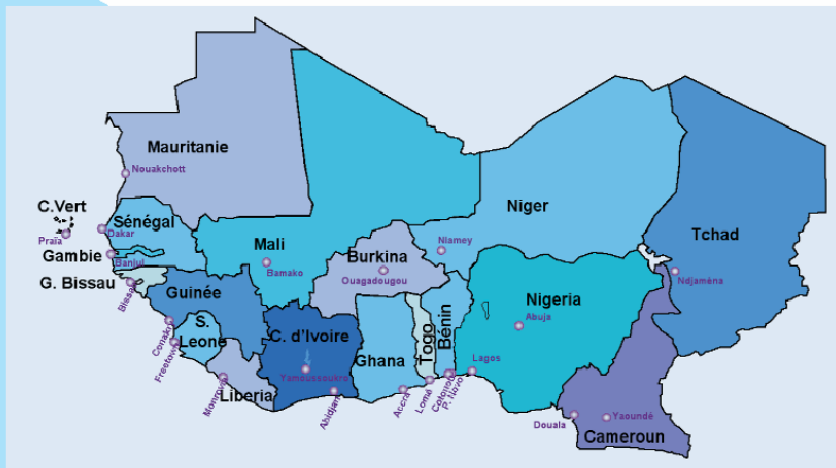 Mauritanie
Nouakchott
C.Vert
Praïa
Sénégal
Dakar
Gambie
Banjul
G. Bissau
Bissau
Mali
Bamako
Niger
Niamey
Tchad
Ndjaména
Burkina
Ouagadougou
Guinée
Conakry
S.
Leone
Freetown
Liberia
Monrovia
C. d'Ivoire
Yamoussoukro
Abidjan
Ghana
Accra
Togo
Lomé
Bénin
Cotonou
P. Novo
Nigeria
Abuja
Lagos
Cameroun
Douala
Yaoundé